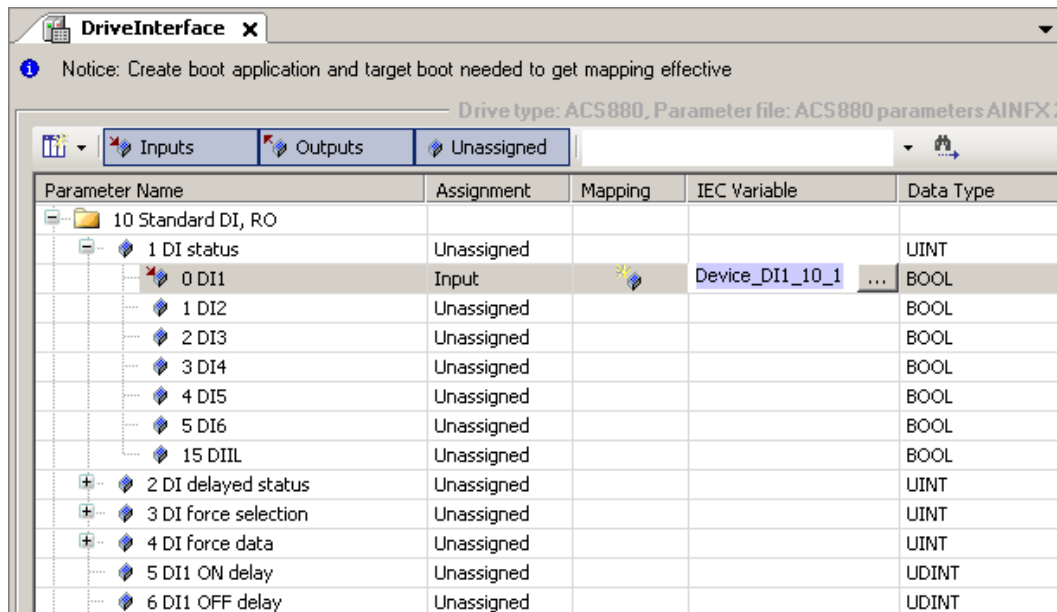 DriveInterface X
Notice: Create boot application and target boot needed to get mapping effective
Drive type: ACS880, Parameter file: ACS880 parameters AINFX
Inputs Outputs Unassigned
Parameter Name Assignment Mapping IEC Variable Data Type
10 Standard DI, RO
1 DI status Unassigned UINT
0 DI1 Input Device_DI1_10_1 ... BOOL
1 DI2 Unassigned BOOL
2 DI3 Unassigned BOOL
3 DI4 Unassigned BOOL
4 DI5 Unassigned BOOL
5 DI6 Unassigned BOOL
15 DIIL Unassigned BOOL
2 DI delayed status Unassigned UINT
3 DI force selection Unassigned UINT
4 DI force data Unassigned UINT
5 DI1 ON delay Unassigned UDINT
6 DI1 OFF delay Unassigned UDINT